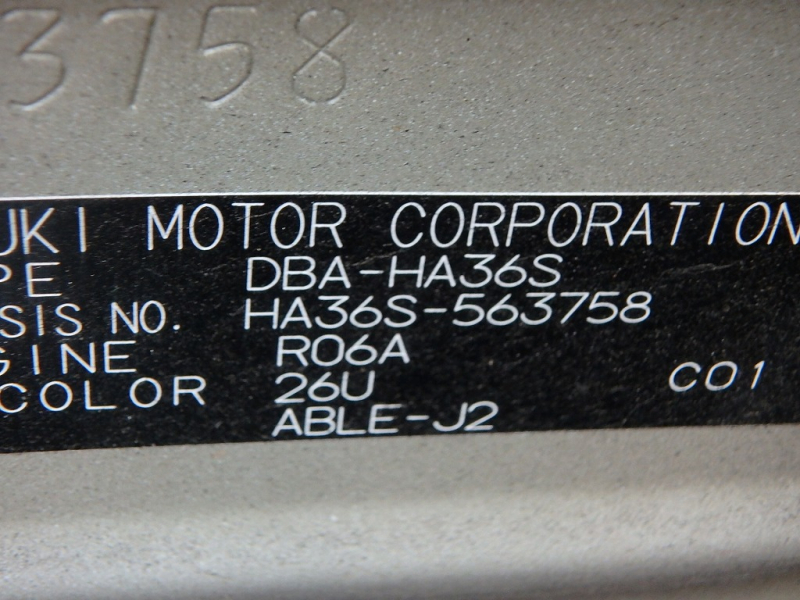 3758
UKI MOTOR CORPORATION
PE DBA-HA36S
SIS NO. HA36S-563758
GINE R06A
COLOR 26U C01
ABLE-J2